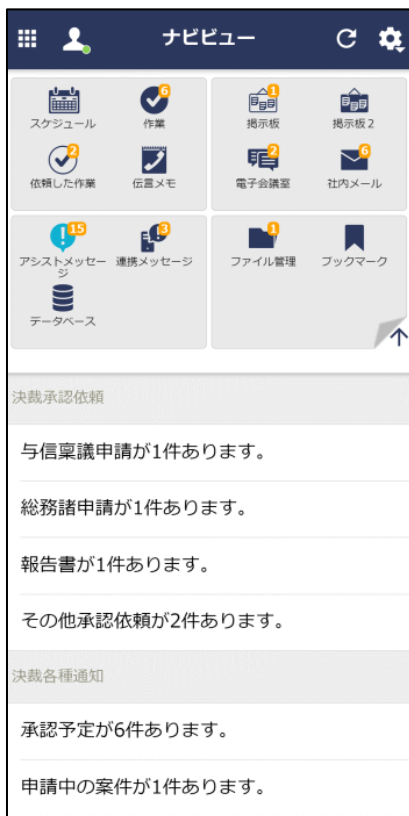 ナビビュー
6
1
スケジュール
作業
掲示板
掲示板2
2
2
6
依頼した作業
伝言メモ
電子会議室
社内メール
15
3
1
アシストメッセー
ジ
連携メッセージ
ファイル管理
ブックマーク
データベース
決裁承認依頼
与信稟議申請が1件あります。
総務諸申請が1件あります。
報告書が1件あります。
その他承認依頼が2件あります。
決裁各種通知
承認予定が6件あります。
申請中の案件が1件あります。